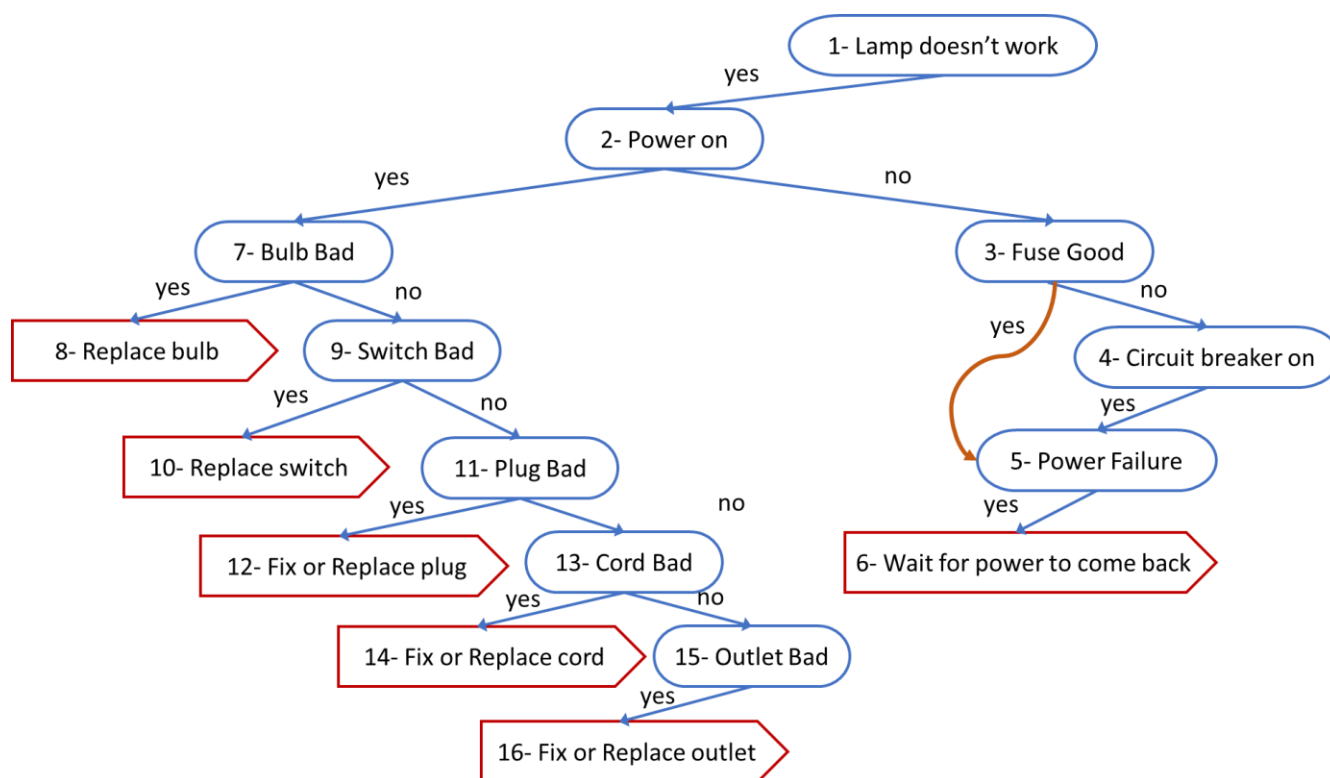 1- Lamp doesn’t work
yes
2- Power on
yes
no
7- Bulb Bad
3- Fuse Good
yes
no
yes
no
8- Replace bulb
9- Switch Bad
4- Circuit breaker on
yes
no
yes
10- Replace switch
11- Plug Bad
5- Power Failure
yes
no
yes
12- Fix or Replace plug
13- Cord Bad
6- Wait for power to come back
yes
no
14- Fix or Replace cord
15- Outlet Bad
yes
16- Fix or Replace outlet